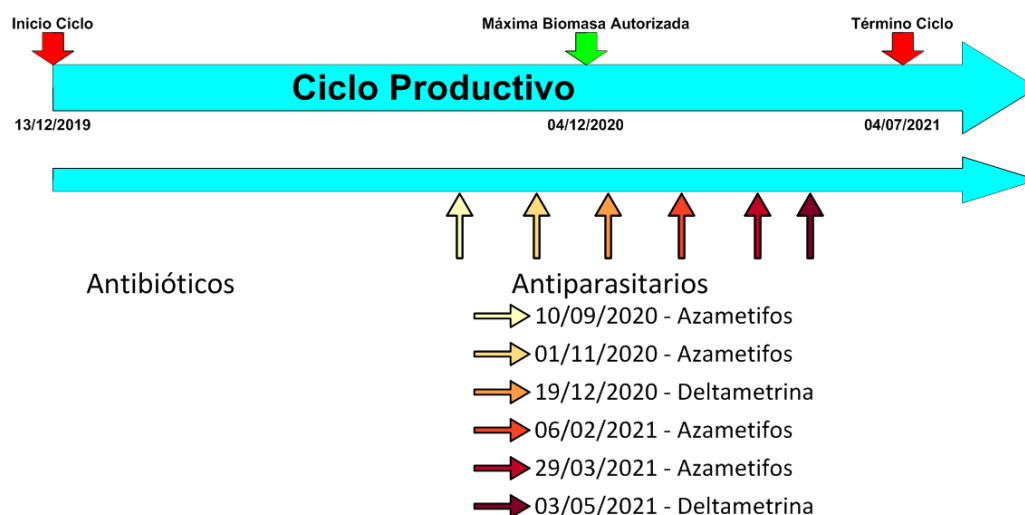 Inicio Ciclo
Máxima Biomasa Autorizada
Término Ciclo
Ciclo Productivo
13/12/2019
04/12/2020
04/07/2021
Antibióticos
Antiparasitarios
10/09/2020 - Azametifos
01/11/2020 - Azametifos
19/12/2020 - Deltametrina
06/02/2021 - Azametifos
29/03/2021 - Azametifos
03/05/2021 - Deltametrina